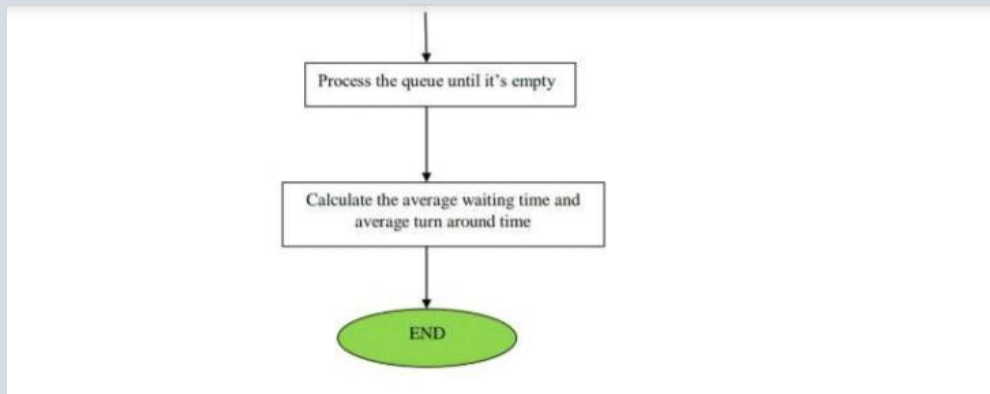 Process the queue until it's empty
Calculate the average waiting time and
average turn around time
END